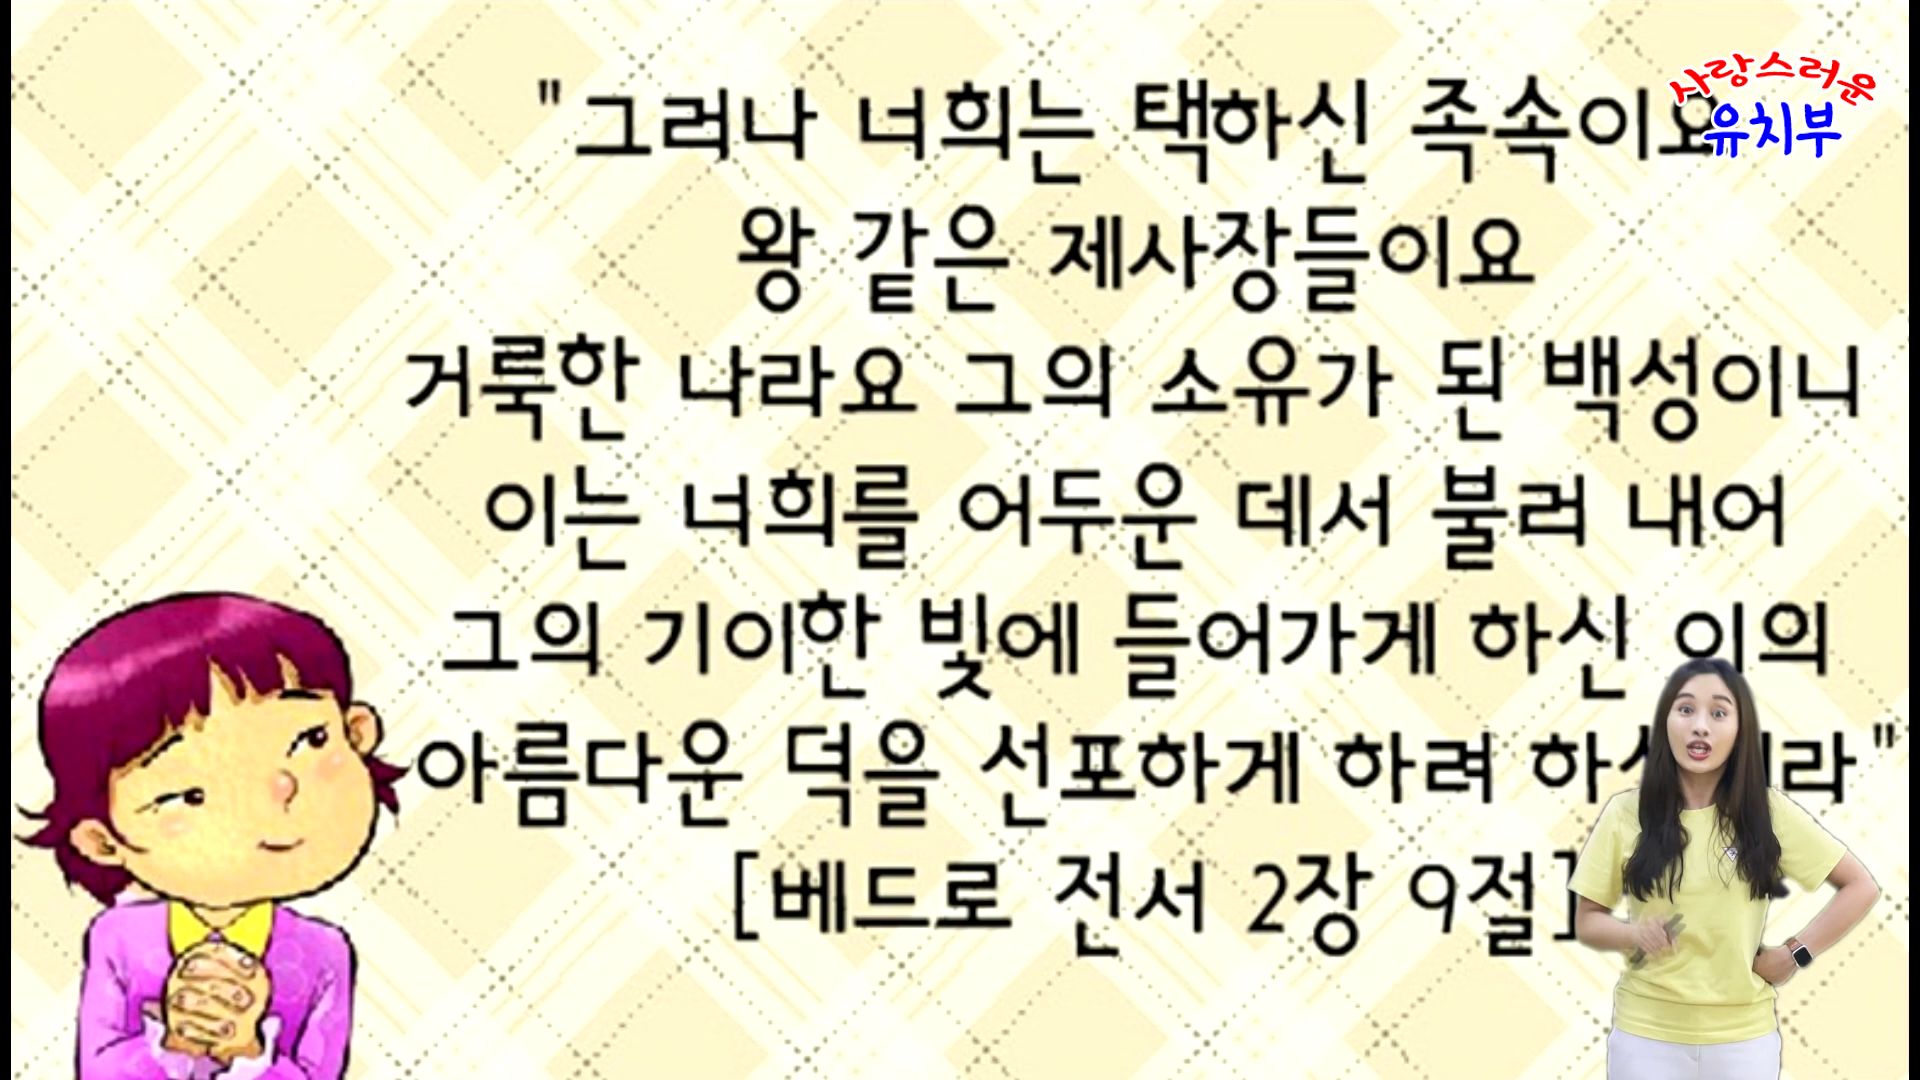 "그러나 너희는 택하신 족속이요
사랑스러운
유치부
왕 같은 제사장들이요
거룩한 나라요 그의 소유가 된 백성이니
이는 너희를 어두운 데서 불러 내어
그의 기이한 빛에 들어가게 하신 이의
아름다운 덕을 선포하게 하려
[베드로 전서 2장 9절]